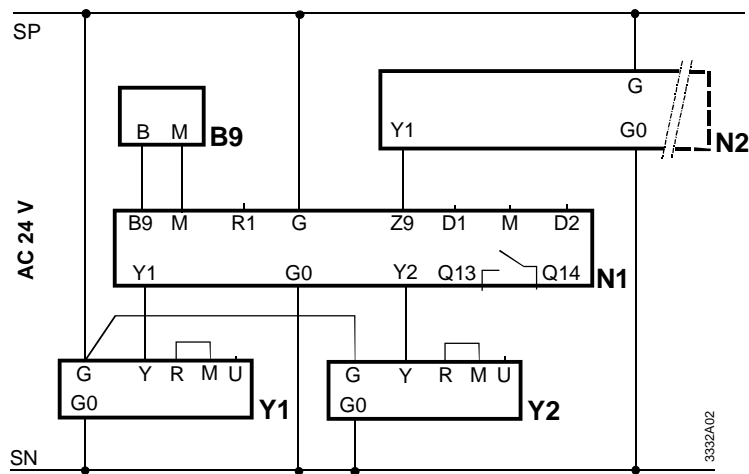 SP
G
B M B9
Y1 G0 N2
AC 24 V
B9 M R1 G Z9 D1 M D2
Y1 G0 Y2 Q13 Q14 N1
G Y R M U
G0 Y1
G Y R M U
G0 Y2
SN
3332A02